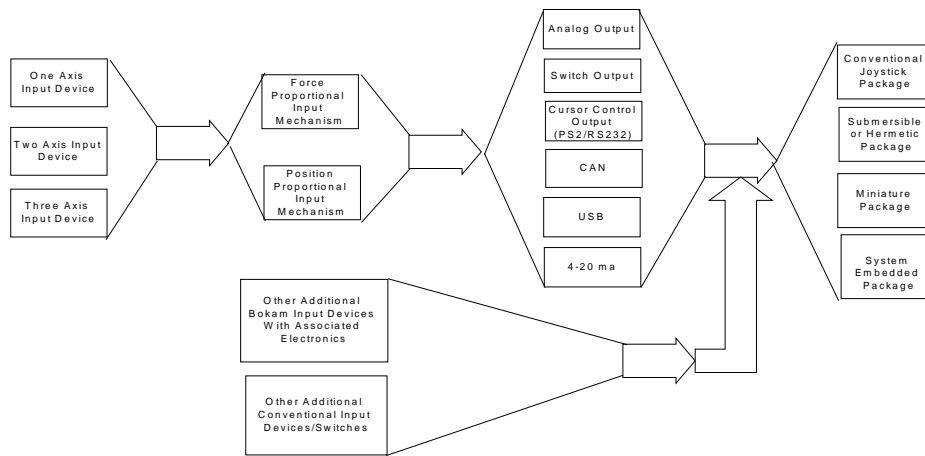 One Axis
Input Device
Two Axis Input
Device
Three Axis
Input Device
Force
Proportional
Input
Mechanism
Position
Proportional
Input
Mechanism
Analog Output
Switch Output
Cursor Control
Output
(PS2/RS232)
CAN
USB
4-20 ma
Conventional
Joystick
Package
Submersible
or Hermetic
Package
Miniature
Package
System
Embedded
Package
Other Additional
Bokam Input Devices
With Associated
Electronics
Other Additional
Conventional Input
Devices/Switches